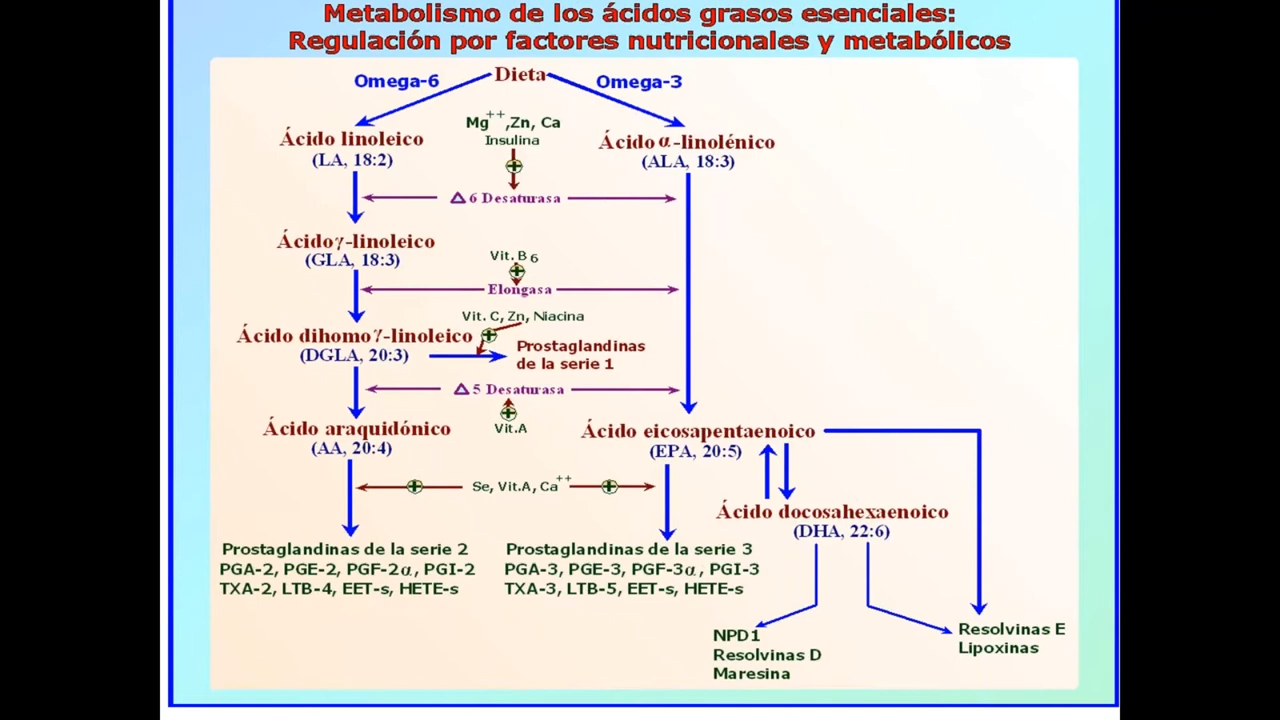 Metabolismo de los ácidos grasos esenciales:
Regulación por factores nutricionales y metabólicos
Dieta
Omega-6
Omega-3
Mg++,Zn, Ca
Insulina
Ácido linoleico
(LA, 18:2)
Ácido α-linolénico
(ALA, 18:3)
Δ 6 Desaturasa
Ácido γ-linoleico
(GLA, 18:3)
Vit. B 6
Elongasa
Vit. C, Zn, Niacina
Ácido dihomo γ-linoleico
(DGLA, 20:3)
Prostaglandinas
de la serie 1
Δ 5 Desaturasa
Vit.A
Ácido araquidónico
(AA, 20:4)
Ácido eicosapentaenoico
(EPA, 20:5)
Se, Vit.A, Ca++
Ácido docosahexaenoico
(DHA, 22:6)
Prostaglandinas de la serie 2
PGA-2, PGE-2, PGF-2α, PGI-2
TXA-2, LTB-4, EET-s, HETE-s
Prostaglandinas de la serie 3
PGA-3, PGE-3, PGF-3α, PGI-3
TXA-3, LTB-5, EET-s, HETE-s
NPD1
Resolvinas D
Maresina
Resolvinas E
Lipoxinas